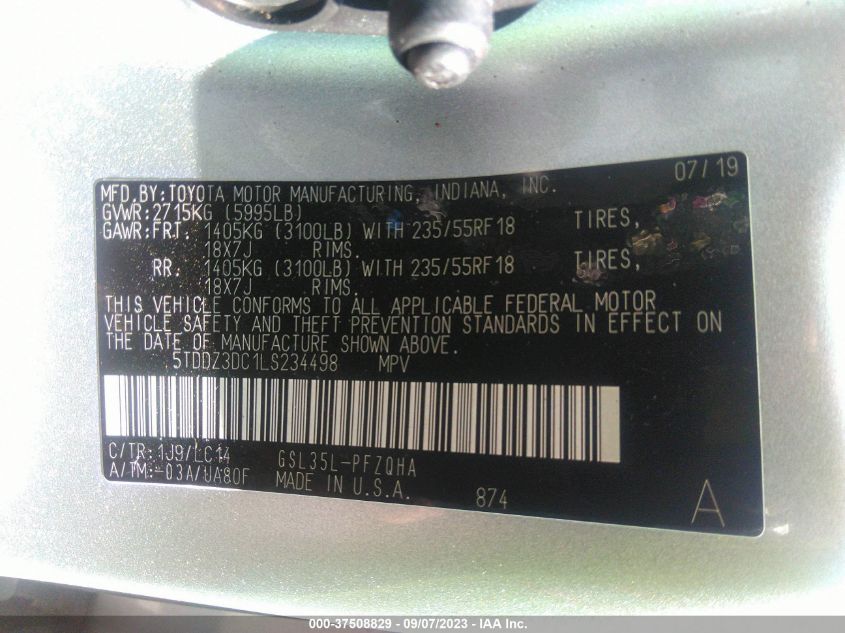 07/19
MFD.BY:TOYOTA MOTOR MANUFACTURING, INDIANA, INC.
GVWR:2715KG (5995LB)
GAWR:FRT. 1405KG (3100LB) WITH 235/55RF18 TIRES,
18X7J RIMS.
RR. 1405KG (3100LB) WITH 235/55RF18 TIRES,
18X7J RIMS.
THIS VEHICLE CONFORMS TO ALL APPLICABLE FEDERAL MOTOR
VEHICLE SAFETY AND THEFT PREVENTION STANDARDS IN EFFECT ON
THE DATE OF MANUFACTURE SHOWN ABOVE.
5TDDZ3DC1LS234498 MPV
C/TR:1J9/LC14 GSL35L-PFZQHA
A/TM:-03A/UA80F MADE IN U.S.A. 874 A
000-37508829 - 09/07/2023 - IAA Inc.